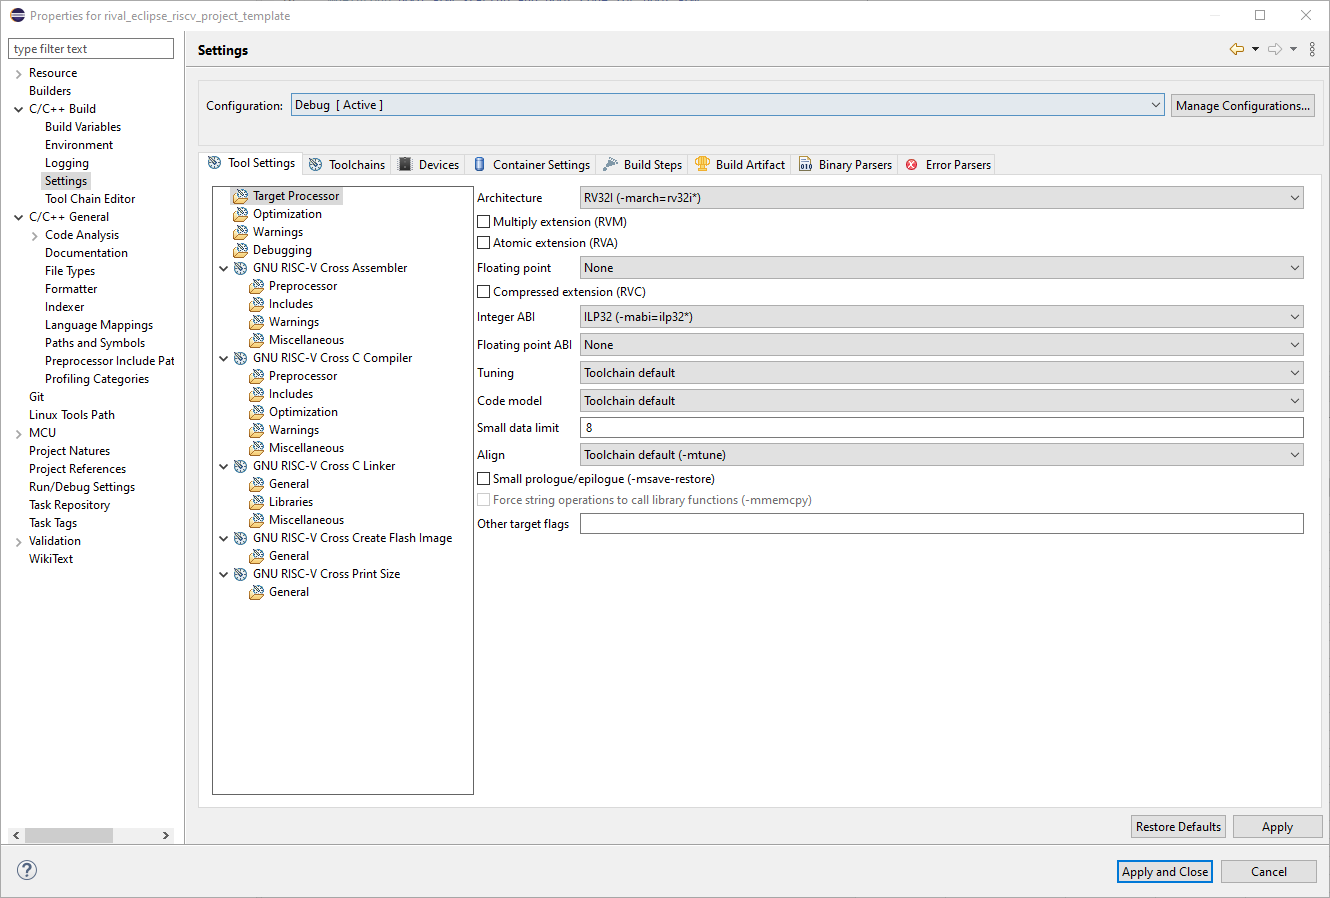 Properties for rival_eclipse_riscv_project_template
type filter text
Resource
Builders
C/C++ Build
Build Variables
Environment
Logging
Settings
Tool Chain Editor
C/C++ General
Code Analysis
Documentation
File Types
Formatter
Indexer
Language Mappings
Paths and Symbols
Preprocessor Include Pat
Profiling Categories
Git
Linux Tools Path
MCU
Project Natures
Project References
Run/Debug Settings
Task Repository
Task Tags
Validation
WikiText
Settings
Configuration: Debug [ Active ] Manage Configurations...
Tool Settings Toolchains Devices Container Settings Build Steps Build Artifact Binary Parsers Error Parsers
Target Processor
Optimization
Warnings
Debugging
GNU RISC-V Cross Assembler
Preprocessor
Includes
Warnings
Miscellaneous
GNU RISC-V Cross C Compiler
Preprocessor
Includes
Optimization
Warnings
Miscellaneous
GNU RISC-V Cross C Linker
General
Libraries
Miscellaneous
GNU RISC-V Cross Create Flash Image
General
GNU RISC-V Cross Print Size
General
Architecture RV32I (-march=rv32i*)
Multiply extension (RVM)
Atomic extension (RVA)
Floating point None
Compressed extension (RVC)
Integer ABI ILP32 (-mabi=ilp32*)
Floating point ABI None
Tuning Toolchain default
Code model Toolchain default
Small data limit 8
Align Toolchain default (-mtune)
Small prologue/epilogue (-msave-restore)
Force string operations to call library functions (-mmemcpy)
Other target flags
Restore Defaults Apply
? Apply and Close Cancel